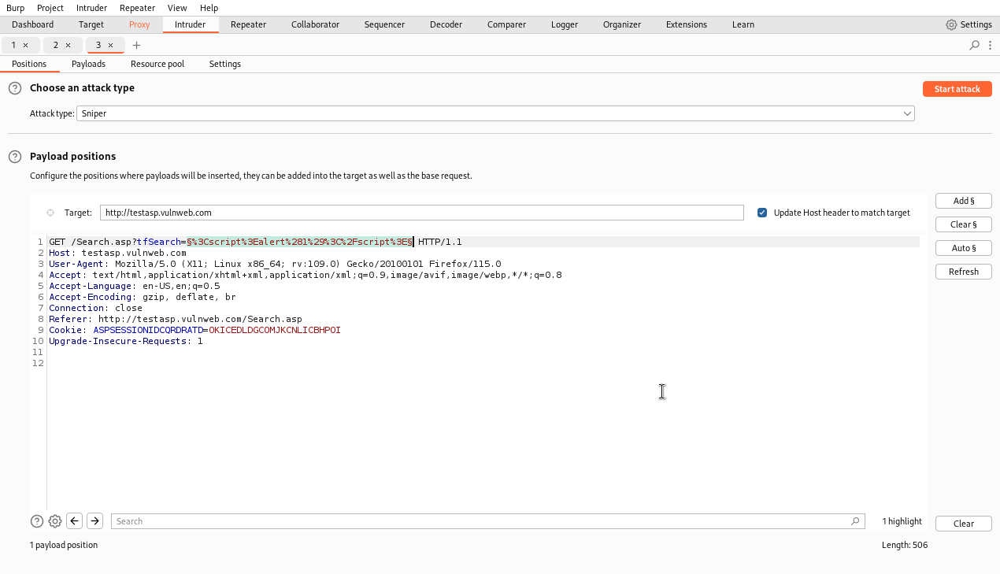 Burp Project Intruder Repeater View Help
Dashboard Target Proxy Intruder Repeater Collaborator Sequencer Decoder Comparer Logger Organizer Extensions Learn Settings
1 × 2 × 3 × +
Positions Payloads Resource pool Settings
? Choose an attack type Start attack
Attack type: Sniper
? Payload positions
Configure the positions where payloads will be inserted, they can be added into the target as well as the base request.
Target: http://testasp.vulnweb.com Update Host header to match target Add §
Clear §
Auto §
Refresh
1 GET /Search.asp?tfSearch=§%3Cscript%3Ealert%281%29%3C%2Fscript%3E§ HTTP/1.1
2 Host: testasp.vulnweb.com
3 User-Agent: Mozilla/5.0 (X11; Linux x86_64; rv:109.0) Gecko/20100101 Firefox/115.0
4 Accept: text/html,application/xhtml+xml,application/xml;q=0.9,image/avif,image/webp,*/*;q=0.8
5 Accept-Language: en-US,en;q=0.5
6 Accept-Encoding: gzip, deflate, br
7 Connection: close
8 Referer: http://testasp.vulnweb.com/Search.asp
9 Cookie: ASPSESSIONIDCQRDRATD=OKICEDLDGCOMJKCNLICBHPOI
10 Upgrade-Insecure-Requests: 1
11
12
? Search 1 highlight Clear
1 payload position Length: 506